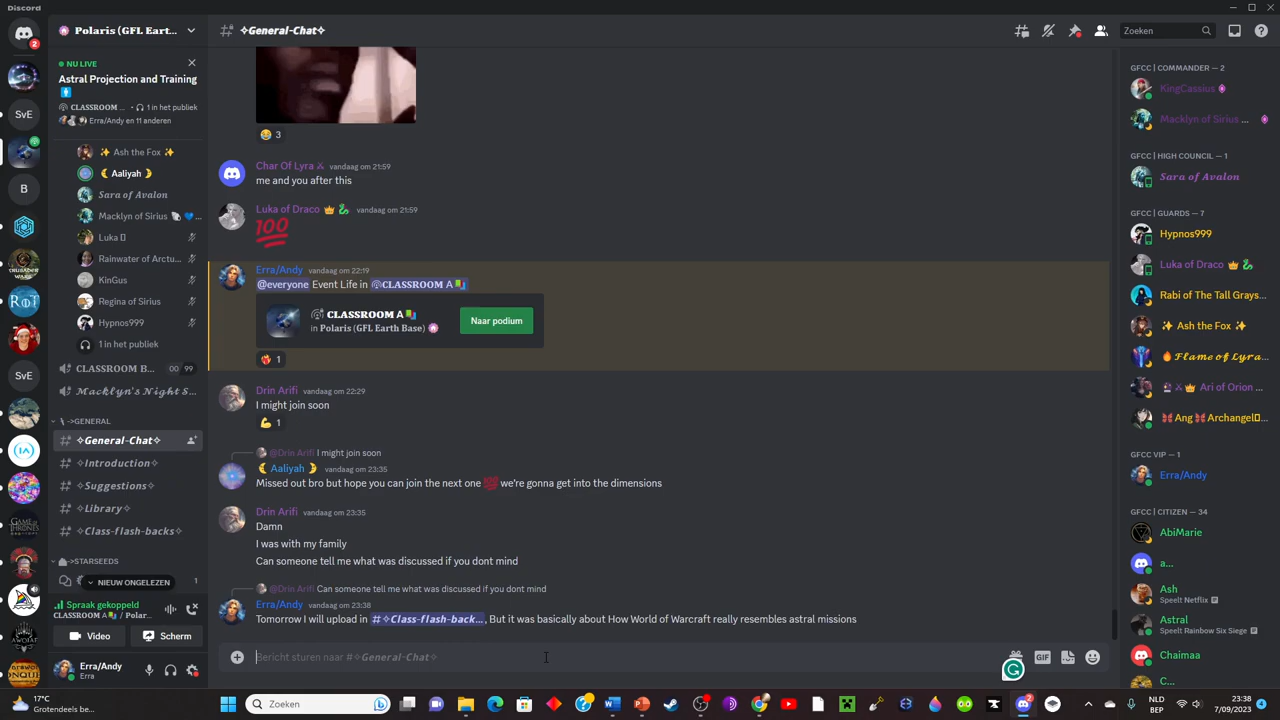 Discord
2
Polaris (GFL Eart...
✧General-Chat✧
Zoeken
NU LIVE
Astral Projection and Training
CLASSROOM ...
1 in het publiek
Erra/Andy en 11 anderen
✨ Ash the Fox ✨
🌜 Aaliyah 🌛
Sara of Avalon
Macklyn of Sirius 💙 ...
Luka
Rainwater of Arctu...
KinGus
Regina of Sirius
Hypnos999
1 in het publiek
CLASSROOM B...
00
99
Macklyn's Night S...
->GENERAL
✧General-Chat✧
✧Introduction✧
✧Suggestions✧
✧Library✧
✧Class-flash-backs✧
->STARSEEDS
NIEUW ONGELEZEN
1
Spraak gekoppeld
CLASSROOM A / Polar...
Video
Scherm
Erra/Andy
Erra
SvE
B
SvE
3
Char Of Lyra ⚔ vandaag om 21:59
me and you after this
Luka of Draco 👑 🐉 vandaag om 21:59
100
Erra/Andy vandaag om 22:19
@everyone Event Life in CLASSROOM A
CLASSROOM A
in Polaris (GFL Earth Base)
Naar podium
1
Drin Arifi vandaag om 22:29
I might join soon
💪 1
@Drin Arifi I might join soon
🌜 Aaliyah 🌛 vandaag om 23:35
Missed out bro but hope you can join the next one 💯 we're gonna get into the dimensions
Drin Arifi vandaag om 23:35
Damn
I was with my family
Can someone tell me what was discussed if you dont mind
@Drin Arifi Can someone tell me what was discussed if you dont mind
Erra/Andy vandaag om 23:38
Tomorrow I will upload in #✧Class-flash-back..., But it was basically about How World of Warcraft really resembles astral missions
Bericht sturen naar #✧General-Chat✧
GIF
GFCC | COMMANDER — 2
KingCassius
Macklyn of Sirius ...
GFCC | HIGH COUNCIL — 1
Sara of Avalon
GFCC | GUARDS — 7
Hypnos999
Luka of Draco 👑 🐉
Rabi of The Tall Grays...
✨ Ash the Fox ✨
🔥 Flame of Lyra...
Ari of Orion ...
Ang Archangel...
GFCC VIP — 1
Erra/Andy
GFCC | CITIZEN — 34
AbiMarie
a...
Ash
Speelt Netflix
Astral
Speelt Rainbow Six Siege
Chaimaa
C...
17°C
Grotendeels be...
Zoeken
2
NLD
BEP
23:38
7/09/2023